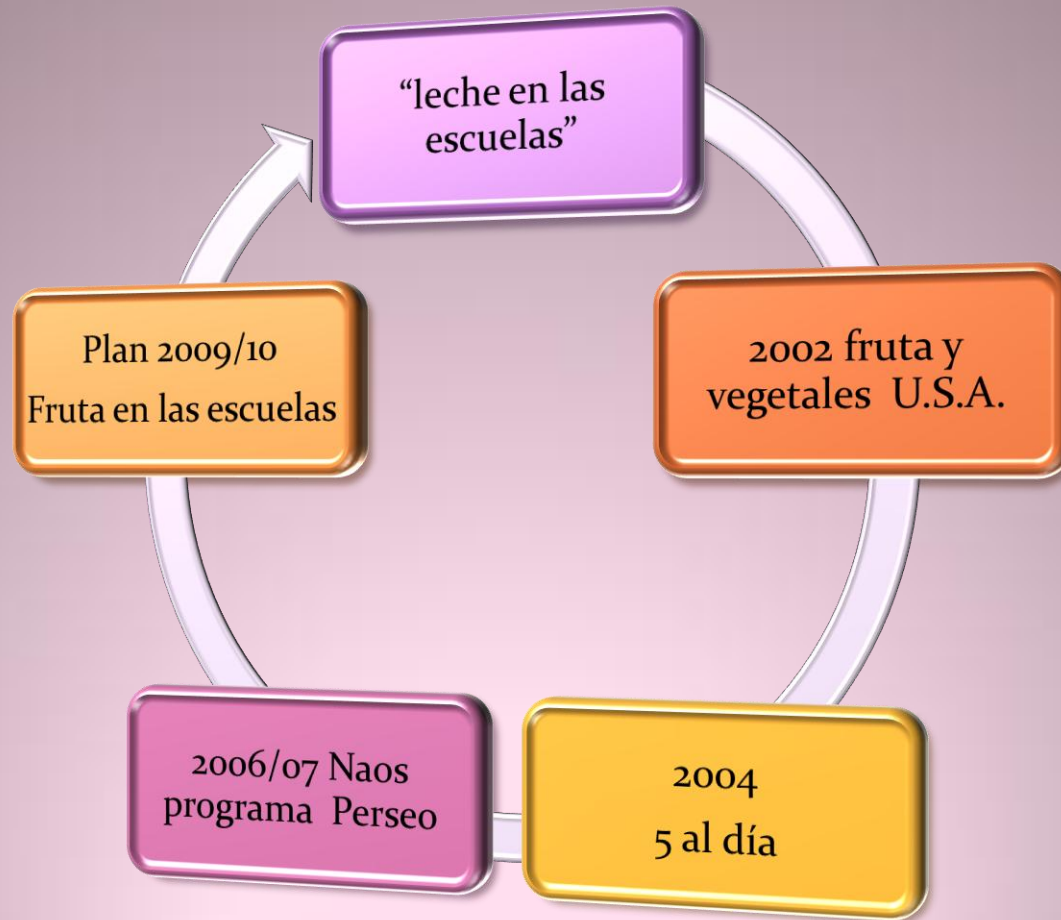 “leche en las
escuelas”
2002 fruta y
vegetales U.S.A.
2004
5 al día
2006/07 Naos
programa Perseo
Plan 2009/10
Fruta en las escuelas